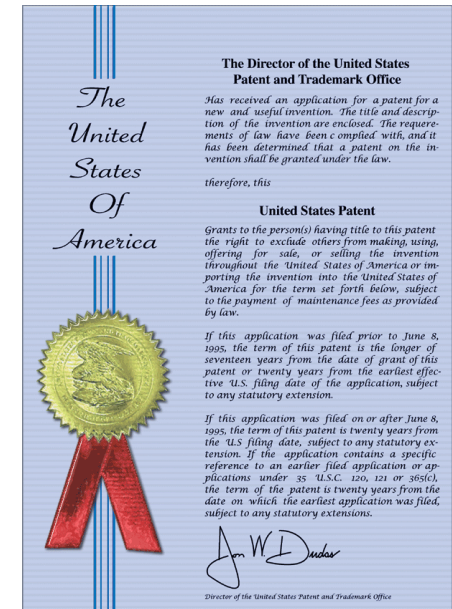 The
United
States
Of
America
The Director of the United States
Patent and Trademark Office
Has received an application for a patent for a
new and useful invention. The title and descrip-
tion of the invention are enclosed. The requere-
ments of law have been c omplied with, and it
has been determined that a patent on the in-
vention shall be granted under the law.
therefore, this
United States Patent
Grants to the person(s) having title to this patent
the right to exclude others from making, using,
offering for sale, or selling the invention
throughout the United States of America or im-
porting the invention into the United States of
America for the term set forth below, subject
to the payment of maintenance fees as provided
by law.
If this application was filed prior to June 8,
1995, the term of this patent is the longer of
seventeen years from the date of grant of this
patent or twenty years from the earliest effec-
tive U.S. filing date of the application, subject
to any statutory extension.
If this application was filed on or after June 8,
1995, the term of this patent is twenty years from
the U.S filing date, subject to any statutory ex-
tension. If the application contains a specific
reference to an earlier filed application or ap-
plications under 35 U.S.C. 120, 121 or 365(c),
the term of the patent is twenty years from the
date on which the earliest application was filed,
subject to any statutory extensions.
Jon W. Dudas
Director of the United States Patent and Trademark Office